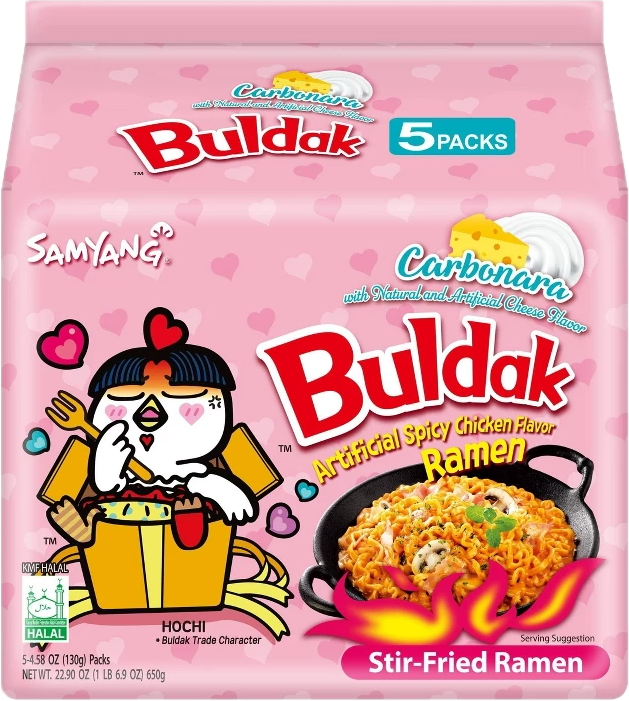 Carbonara
with Natural and Artificial Cheese Flavor
Buldak
TM
5 PACKS
SAMYANG
®
Carbonara
with Natural and Artificial Cheese Flavor
Buldak
TM
Artificial Spicy Chicken Flavor
Ramen
TM
KMF HALAL
HALAL
HOCHI
• Buldak Trade Character
Serving Suggestion
5-4.58 OZ (130g) Packs
NET WT. 22.90 OZ (1 LB 6.9 OZ) 650g
Stir-Fried Ramen